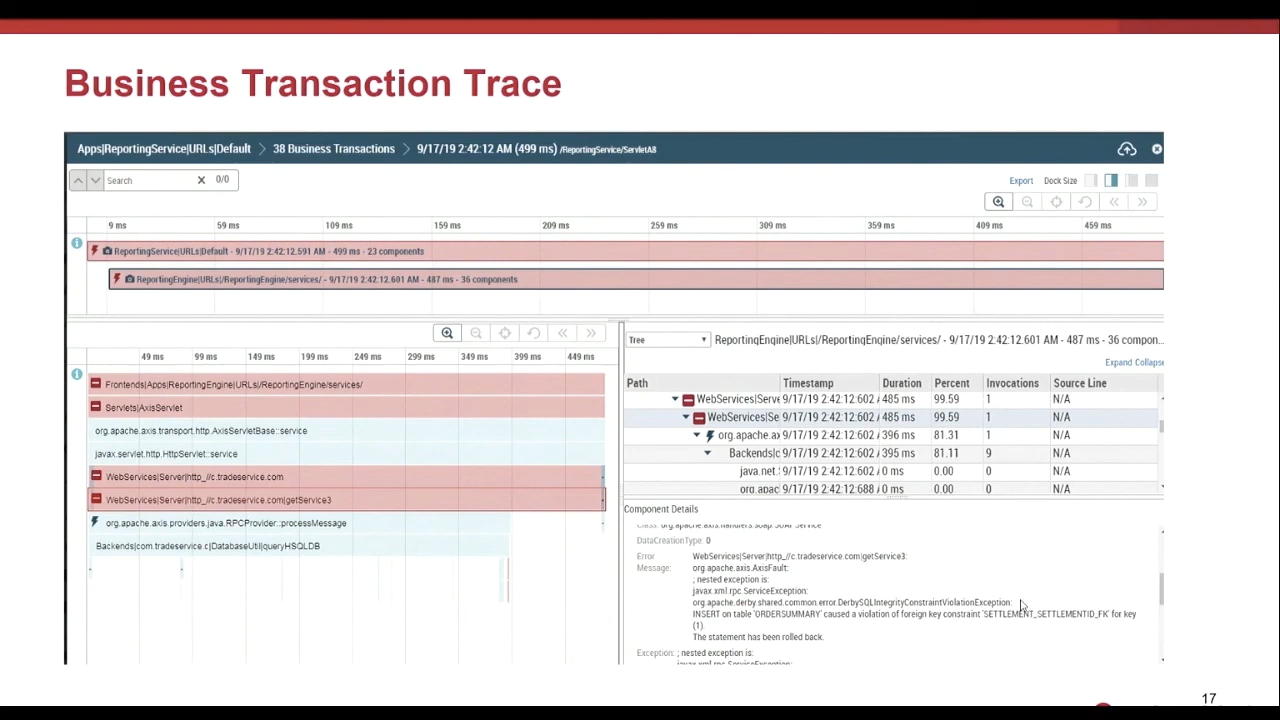 Business Transaction Trace
Apps|ReportingService|URLs|Default > 38 Business Transactions > 9/17/19 2:42:12 AM (499 ms) /ReportingService/ServletA8
Search 0/0
Export Dock Size
9 ms 59 ms 109 ms 159 ms 209 ms 259 ms 309 ms 359 ms 409 ms 459 ms
ReportingService|URLs|Default - 9/17/19 2:42:12.591 AM - 499 ms - 23 components
ReportingEngine|URLs|/ReportingEngine/services/ - 9/17/19 2:42:12.601 AM - 487 ms - 36 components
49 ms 99 ms 149 ms 199 ms 249 ms 299 ms 349 ms 399 ms 449 ms
Frontends|Apps|ReportingEngine|URLs|/ReportingEngine/services/
Servlets|AxisServlet
org.apache.axis.transport.http.AxisServletBase::service
javax.servlet.http.HttpServlet::service
WebServices|Server|http_//c.tradeservice.com
WebServices|Server|http_//c.tradeservice.com|getService3
org.apache.axis.providers.java.RPCProvider::processMessage
Backends|com.tradeservice.c|DatabaseUtil|queryHSQLDB
Tree ReportingEngine|URLs|/ReportingEngine/services/ - 9/17/19 2:42:12.601 AM - 487 ms - 36 compon...
Expand Collapse
Path Timestamp Duration Percent Invocations Source Line
WebServices|Serve 9/17/19 2:42:12:602 485 ms 99.59 1 N/A
WebServices|Se 9/17/19 2:42:12:602 485 ms 99.59 1 N/A
org.apache.ax 9/17/19 2:42:12:602 396 ms 81.31 1 N/A
Backends|c 9/17/19 2:42:12:602 395 ms 81.11 9 N/A
java.net. 9/17/19 2:42:12:602 0 ms 0.00 0 N/A
org.apac 9/17/19 2:42:12:688 0 ms 0.00 0 N/A
Component Details
Class: org.apache.axis.handlers.soap.SOAPService
DataCreationType: 0
Error WebServices|Server|http_//c.tradeservice.com|getService3:
Message: org.apache.axis.AxisFault:
; nested exception is:
javax.xml.rpc.ServiceException:
org.apache.derby.shared.common.error.DerbySQLIntegrityConstraintViolationException:
INSERT on table 'ORDERSUMMARY' caused a violation of foreign key constraint 'SETTLEMENT_SETTLEMENTID_FK' for key
(1).
The statement has been rolled back.
Exception: ; nested exception is:
javax.xml.rpc.ServiceException:
17